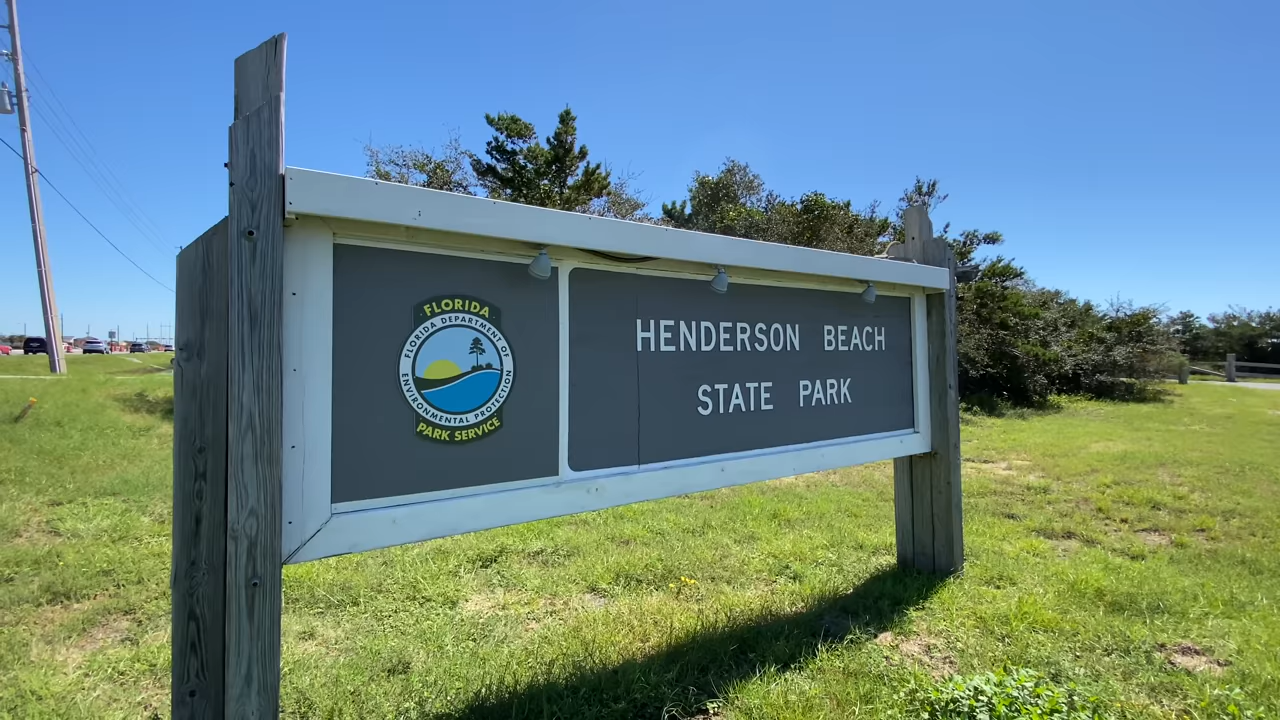 FLORIDA
FLORIDA DEPARTMENT OF
ENVIRONMENTAL PROTECTION
PARK SERVICE
HENDERSON BEACH
STATE PARK